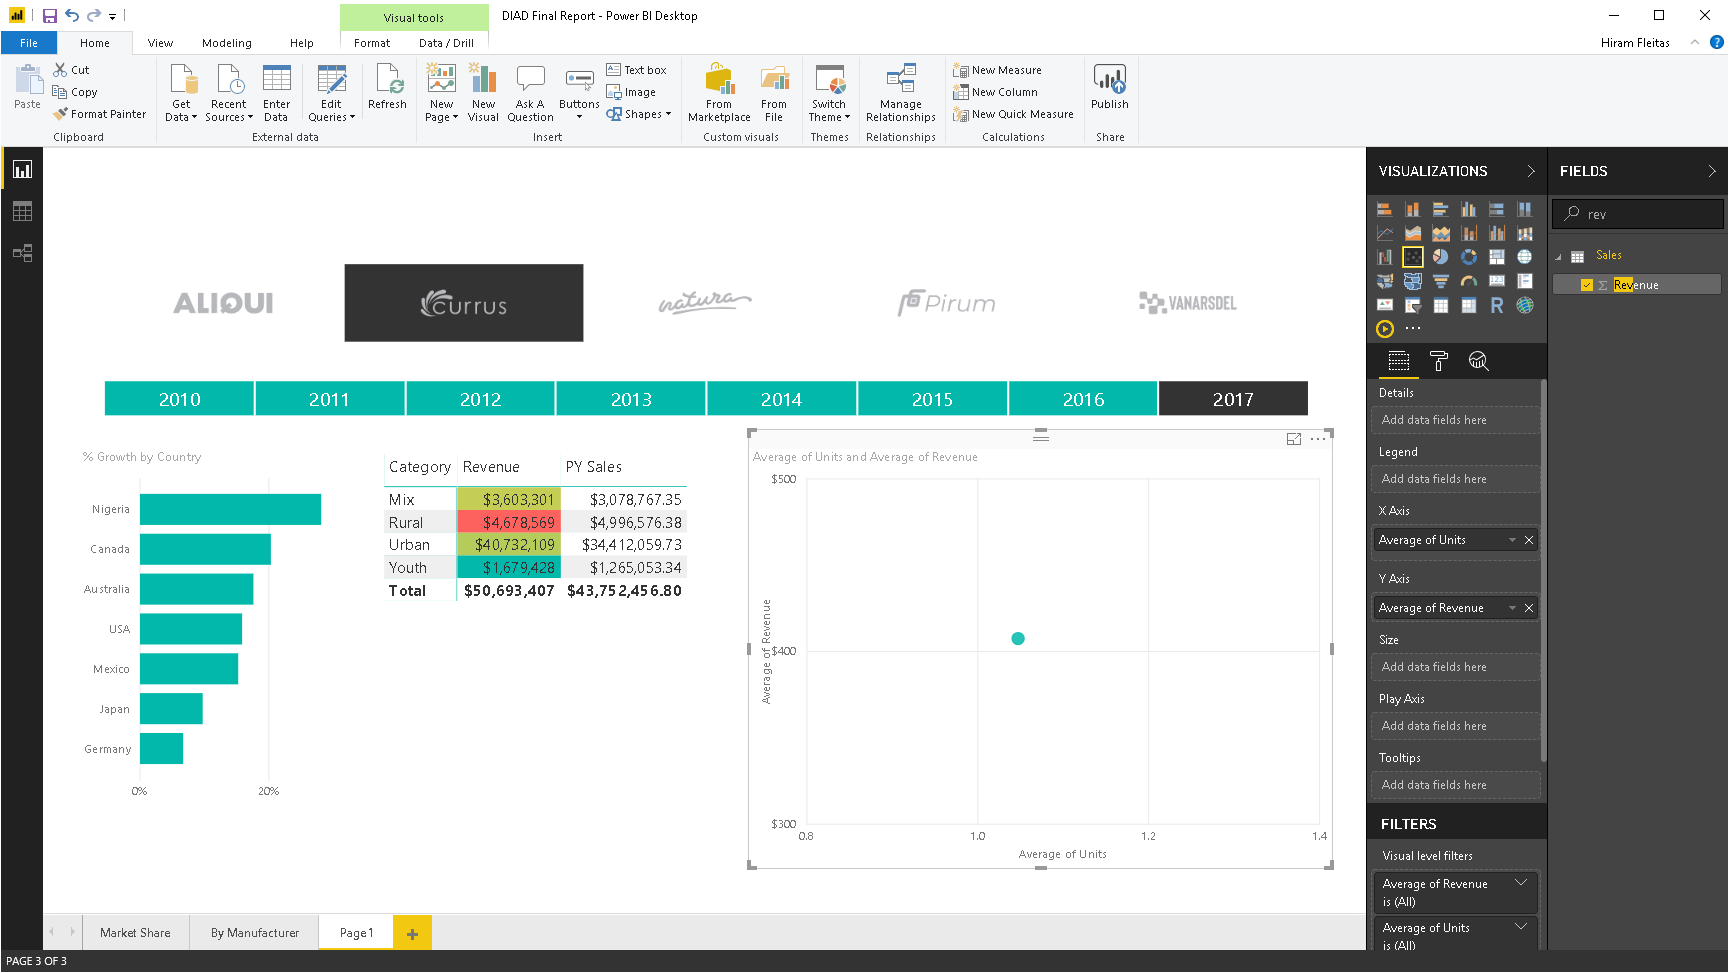 Visual tools
DIAD Final Report - Power BI Desktop
File
Home
View
Modeling
Help
Format
Data / Drill
Hiram Fleitas
Paste
Cut
Copy
Format Painter
Clipboard
Get Data
Recent Sources
Enter Data
Edit Queries
Refresh
External data
New Page
New Visual
Ask A Question
Buttons
Text box
Image
Shapes
Insert
From Marketplace
From File
Custom visuals
Switch Theme
Themes
Manage Relationships
Relationships
New Measure
New Column
New Quick Measure
Calculations
Publish
Share
ALIQUI
currus
natura
Pirum
VANARSDEL
2010 2011 2012 2013 2014 2015 2016 2017
% Growth by Country
Nigeria
Canada
Australia
USA
Mexico
Japan
Germany
0% 20%
Category Revenue PY Sales
Mix $3,603,301 $3,078,767.35
Rural $4,678,569 $4,996,576.38
Urban $40,732,109 $34,412,059.73
Youth $1,679,428 $1,265,053.34
Total $50,693,407 $43,752,456.80
Average of Units and Average of Revenue
$500
$400
$300
Average of Revenue
0.8 1.0 1.2 1.4
Average of Units
VISUALIZATIONS
R
Details
Add data fields here
Legend
Add data fields here
X Axis
Average of Units
Y Axis
Average of Revenue
Size
Add data fields here
Play Axis
Add data fields here
Tooltips
Add data fields here
FILTERS
Visual level filters
Average of Revenue
is (All)
Average of Units
is (All)
FIELDS
rev
Sales
Revenue
Market Share
By Manufacturer
Page1
PAGE 3 OF 3